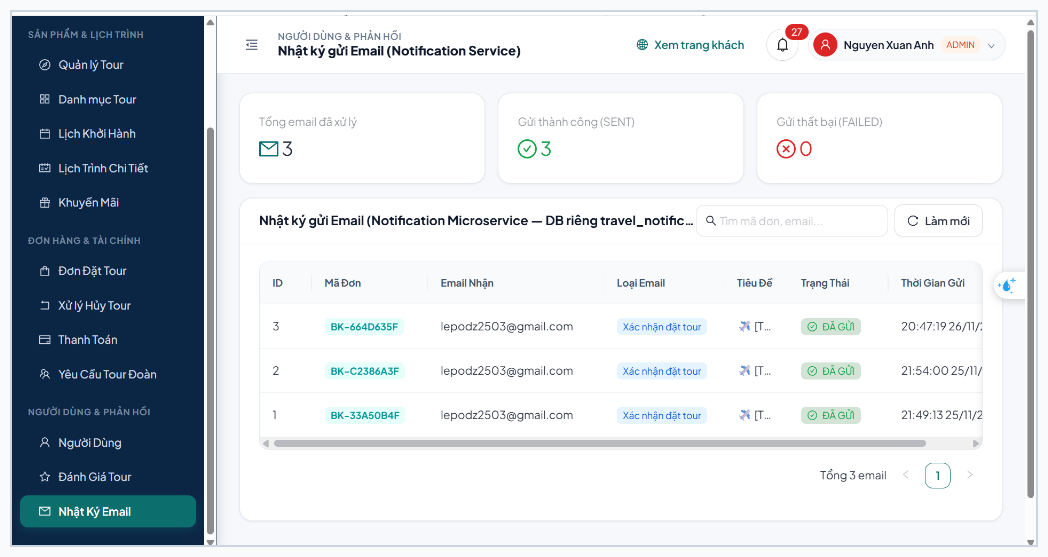 SẢN PHẨM & LỊCH TRÌNH
Quản lý Tour
Danh mục Tour
Lịch Khởi Hành
Lịch Trình Chi Tiết
Khuyến Mãi
ĐƠN HÀNG & TÀI CHÍNH
Đơn Đặt Tour
Xử lý Hủy Tour
Thanh Toán
Yêu Cầu Tour Đoàn
NGƯỜI DÙNG & PHẢN HỒI
Người Dùng
Đánh Giá Tour
Nhật Ký Email
NGƯỜI DÙNG & PHẢN HỒI
Nhật ký gửi Email (Notification Service)
Xem trang khách
27
Nguyen Xuan Anh ADMIN
Tổng email đã xử lý
3
Gửi thành công (SENT)
3
Gửi thất bại (FAILED)
0
Nhật ký gửi Email (Notification Microservice — DB riêng travel_notific...
Tìm mã đơn, email...
Làm mới
ID Mã Đơn Email Nhận Loại Email Tiêu Đề Trạng Thái Thời Gian Gửi
3 BK-664D635F lepodz2503@gmail.com Xác nhận đặt tour ✈️ [T... ĐÃ GỬI 20:47:19 26/11/2
2 BK-C2386A3F lepodz2503@gmail.com Xác nhận đặt tour ✈️ [T... ĐÃ GỬI 21:54:00 25/11/
1 BK-33A50B4F lepodz2503@gmail.com Xác nhận đặt tour ✈️ [T... ĐÃ GỬI 21:49:13 25/11/2
Tổng 3 email
1